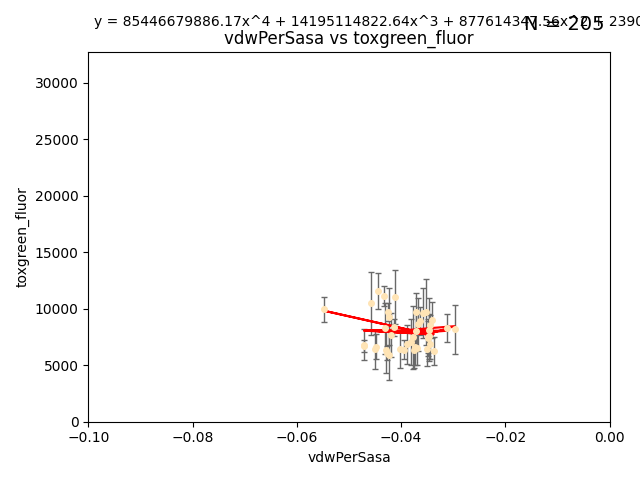 y = 85446679886.17x^4 + 14195114822.64x^3 +
N = 205
vdwPerSasa vs toxgreen_fluor
30000
25000
20000
15000
10000
5000
0
toxgreen_fluor
−0.10 −0.08 −0.06 −0.04 −0.02 0.00
vdwPerSasa